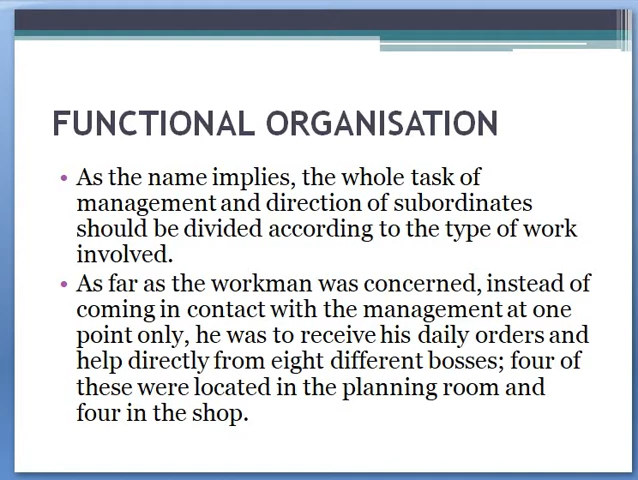 FUNCTIONAL ORGANISATION
• As the name implies, the whole task of
management and direction of subordinates
should be divided according to the type of work
involved.
• As far as the workman was concerned, instead of
coming in contact with the management at one
point only, he was to receive his daily orders and
help directly from eight different bosses; four of
these were located in the planning room and
four in the shop.